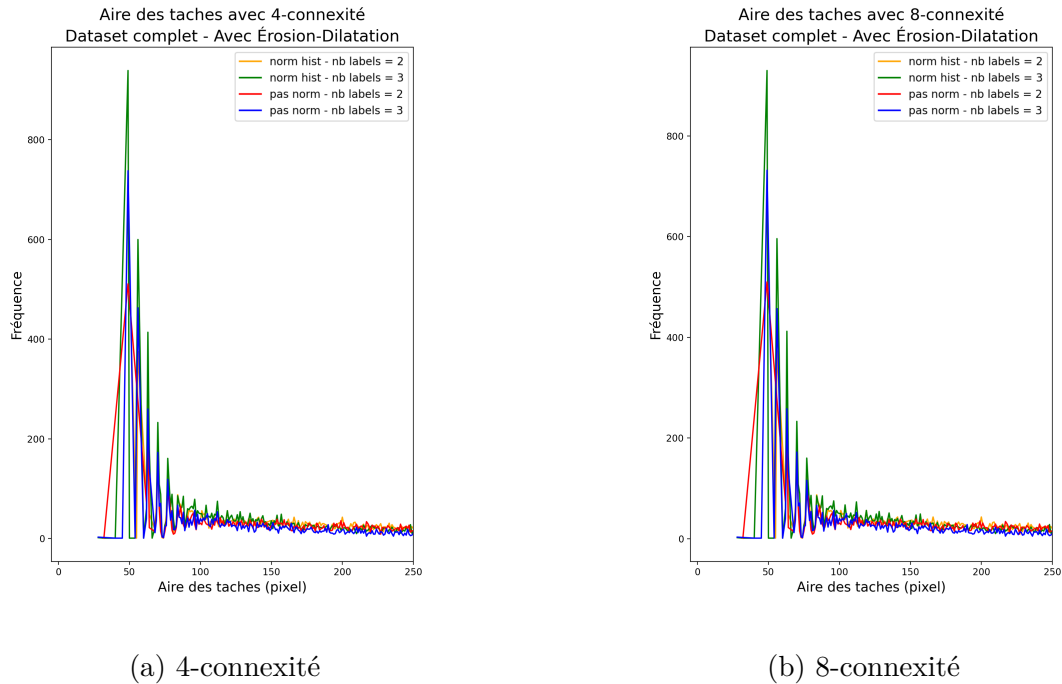 Aire des taches avec 4-connexité
Dataset complet - Avec Érosion-Dilatation
norm hist - nb labels = 2
norm hist - nb labels = 3
pas norm - nb labels = 2
pas norm - nb labels = 3
800
600
400
200
0
Fréquence
0 50 100 150 200 250
Aire des taches (pixel)
(a) 4-connexité
Aire des taches avec 8-connexité
Dataset complet - Avec Érosion-Dilatation
norm hist - nb labels = 2
norm hist - nb labels = 3
pas norm - nb labels = 2
pas norm - nb labels = 3
800
600
400
200
0
Fréquence
0 50 100 150 200 250
Aire des taches (pixel)
(b) 8-connexité